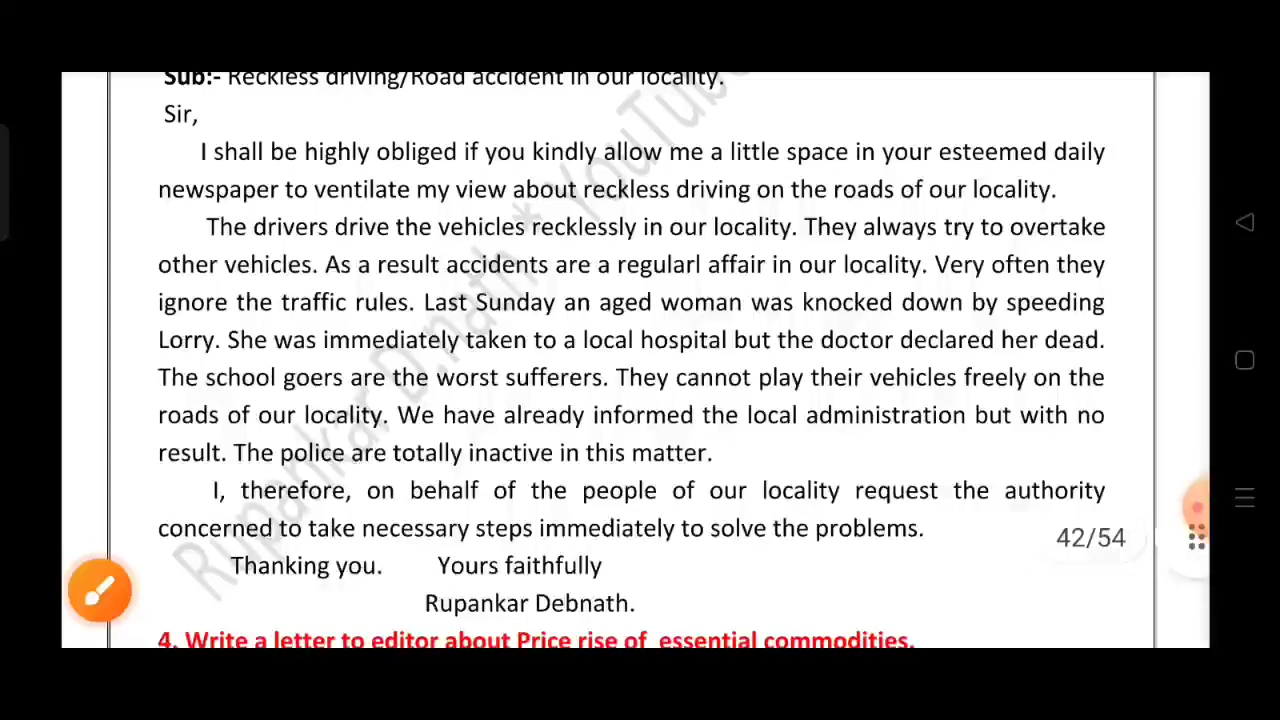 Sub:- Reckless driving/Road accident in our locality.
Sir,
I shall be highly obliged if you kindly allow me a little space in your esteemed daily
newspaper to ventilate my view about reckless driving on the roads of our locality.
The drivers drive the vehicles recklessly in our locality. They always try to overtake
other vehicles. As a result accidents are a regularl affair in our locality. Very often they
ignore the traffic rules. Last Sunday an aged woman was knocked down by speeding
Lorry. She was immediately taken to a local hospital but the doctor declared her dead.
The school goers are the worst sufferers. They cannot play their vehicles freely on the
roads of our locality. We have already informed the local administration but with no
result. The police are totally inactive in this matter.
I, therefore, on behalf of the people of our locality request the authority
concerned to take necessary steps immediately to solve the problems.
42/54
Thanking you. Yours faithfully
Rupankar Debnath.
4. Write a letter to editor about Price rise of essential commodities.
Rupankar D.nath * YouTube